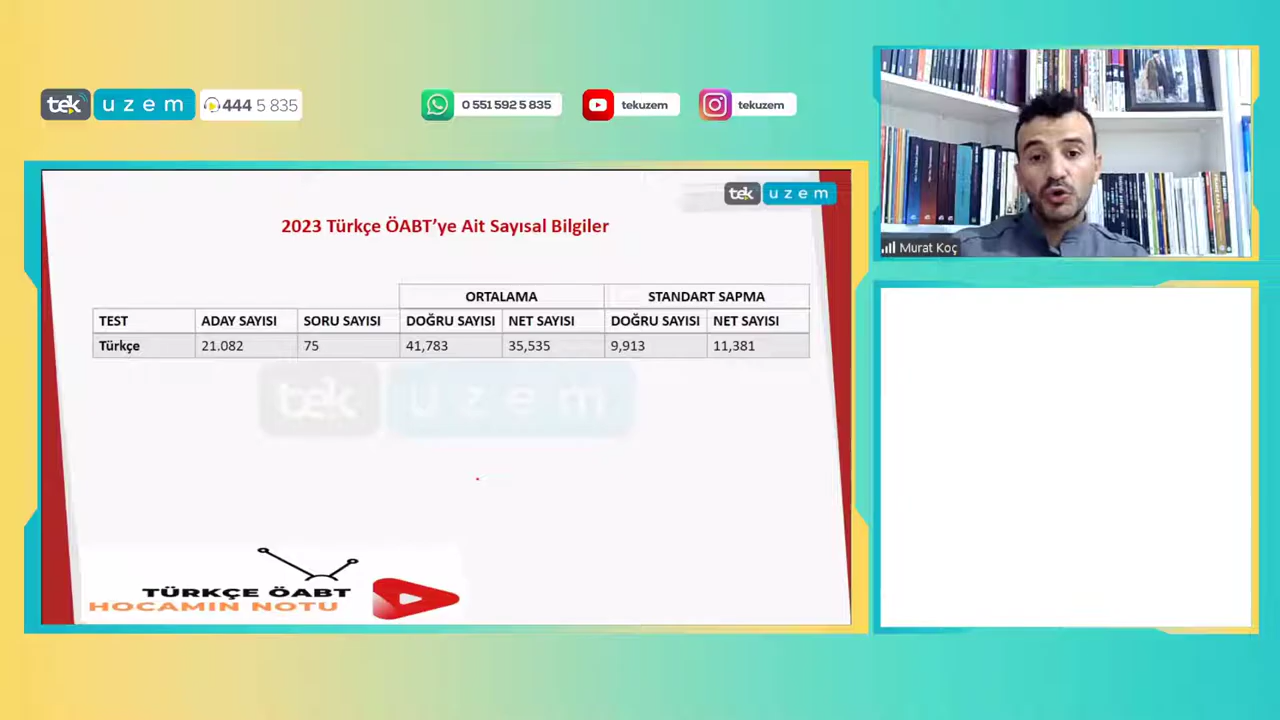 tek uzem 444 5 835
0 551 592 5 835
tekuzem
tekuzem
Murat Koç
tek uzem
2023 Türkçe ÖABT’ye Ait Sayısal Bilgiler
ORTALAMA STANDART SAPMA
TEST ADAY SAYISI SORU SAYISI DOĞRU SAYISI NET SAYISI DOĞRU SAYISI NET SAYISI
Türkçe 21.082 75 41,783 35,535 9,913 11,381
tek uzem
TÜRKÇE ÖABT
HOCAMIN NOTU